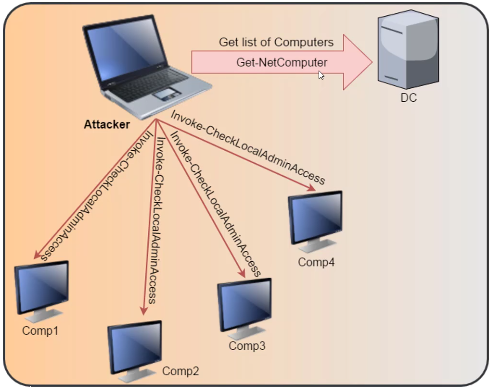 Get list of Computers
Get-NetComputer
DC
Attacker
Invoke-CheckLocalAdminAccess
Invoke-CheckLocalAdminAccess
Invoke-CheckLocalAdminAccess
Invoke-CheckLocalAdminAccess
Comp4
Comp1
Comp3
Comp2